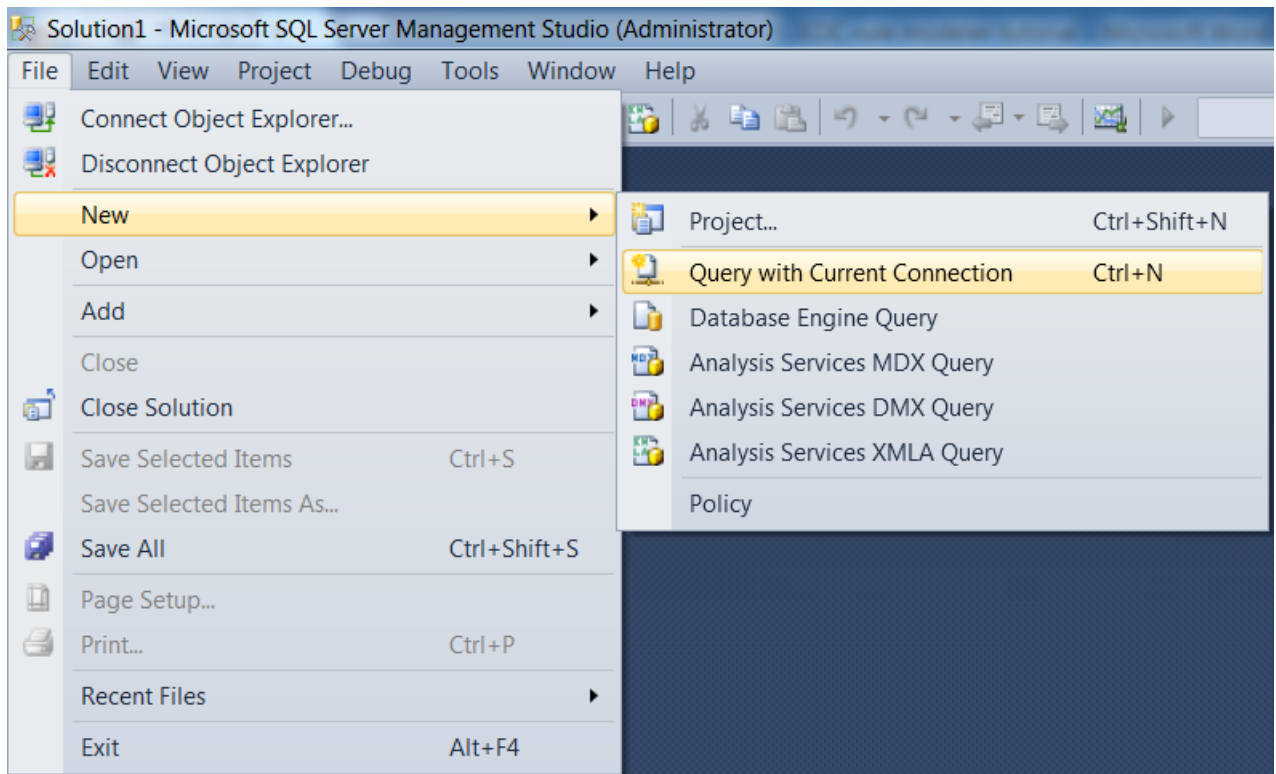 Solution1 - Microsoft SQL Server Management Studio (Administrator)
File Edit View Project Debug Tools Window Help
Connect Object Explorer...
Disconnect Object Explorer
New
Open
Add
Close
Close Solution
Save Selected Items Ctrl+S
Save Selected Items As...
Save All Ctrl+Shift+S
Page Setup...
Print... Ctrl+P
Recent Files
Exit Alt+F4
Project... Ctrl+Shift+N
Query with Current Connection Ctrl+N
Database Engine Query
MDX Analysis Services MDX Query
DMX Analysis Services DMX Query
Analysis Services XMLA Query
Policy